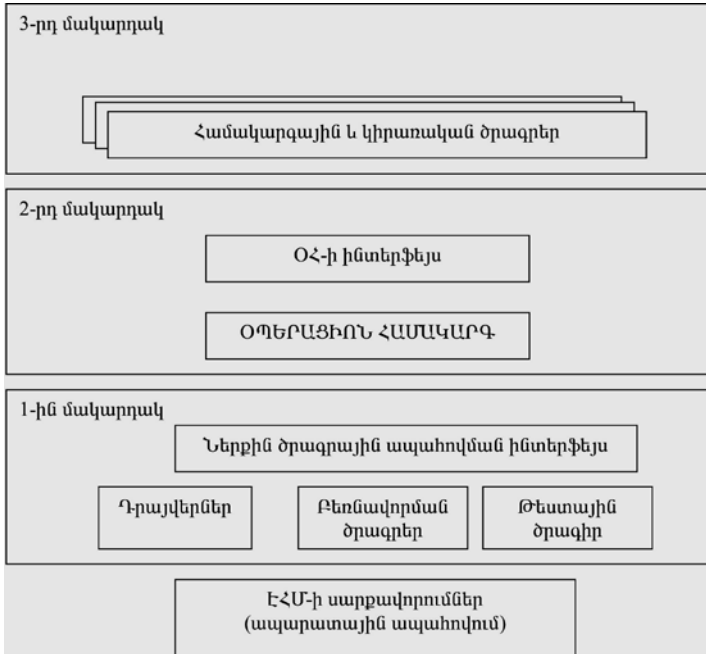 3-րդ մակարդակ
Համակարգային և կիրառական ծրագրեր
2-րդ մակարդակ
ՕՀ-ի ինտերֆեյս
ՕՊԵՐԱՑԻՈՆ ՀԱՄԱԿԱՐԳ
1-ին մակարդակ
Ներքին ծրագրային ապահովման ինտերֆեյս
Դրայվերներ
Բեռնավորման
ծրագրեր
Թեստային
ծրագիր
ԷՀՄ-ի սարքավորումներ
(ապարատային ապահովում)